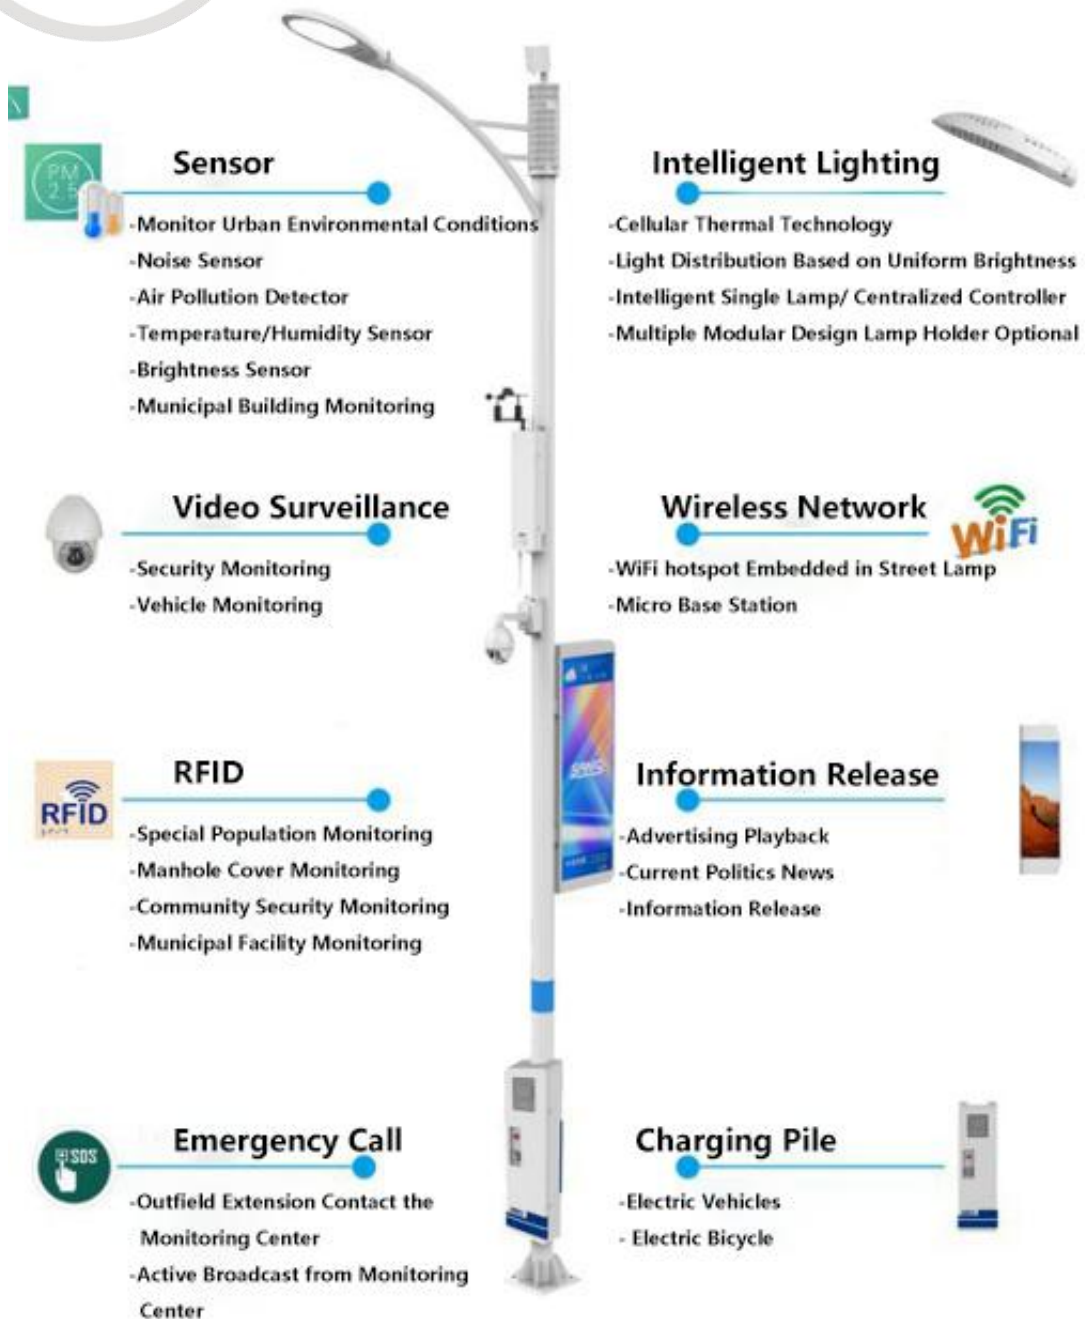 PM
2.5
Sensor
-Monitor Urban Environmental Conditions
-Noise Sensor
-Air Pollution Detector
-Temperature/Humidity Sensor
-Brightness Sensor
-Municipal Building Monitoring
Intelligent Lighting
-Cellular Thermal Technology
-Light Distribution Based on Uniform Brightness
-Intelligent Single Lamp/ Centralized Controller
-Multiple Modular Design Lamp Holder Optional
Video Surveillance
-Security Monitoring
-Vehicle Monitoring
Wireless Network
WiFi
-WiFi hotspot Embedded in Street Lamp
-Micro Base Station
RFID
RFID
-Special Population Monitoring
-Manhole Cover Monitoring
-Community Security Monitoring
-Municipal Facility Monitoring
Information Release
-Advertising Playback
-Current Politics News
-Information Release
SOS
Emergency Call
-Outfield Extension Contact the
Monitoring Center
-Active Broadcast from Monitoring
Center
Charging Pile
-Electric Vehicles
- Electric Bicycle